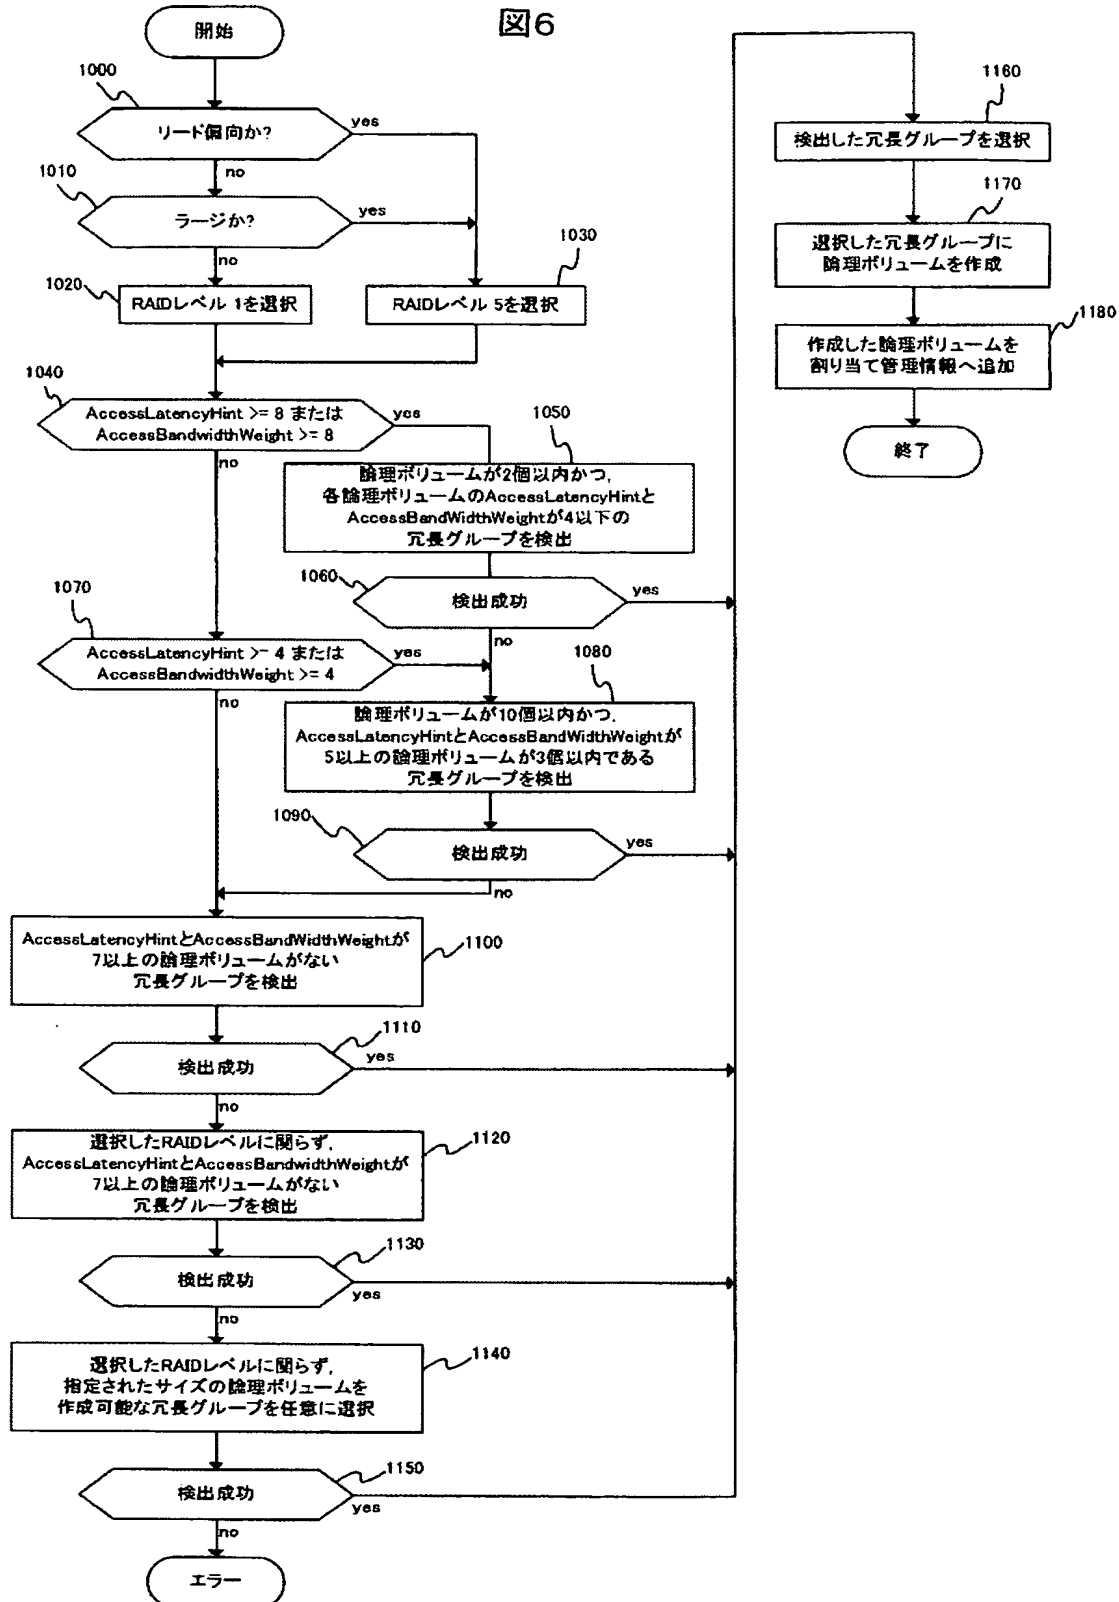 図6
開始
1000
リード偏向か?
yes
no
1010
ラージか?
yes
no
1020
RAIDレベル 1を選択
1030
RAIDレベル 5を選択
1040
AccessLatencyHint >= 8 または
AccessBandwidthWeight >= 8
yes
no
1050
論理ボリュームが2個以内かつ,
各論理ボリュームのAccessLatencyHintと
AccessBandWidthWeightが4以下の
冗長グループを検出
1060
検出成功
yes
no
1070
AccessLatencyHint >= 4 または
AccessBandwidthWeight >= 4
yes
no
1080
論理ボリュームが10個以内かつ,
AccessLatencyHintとAccessBandWidthWeightが
5以上の論理ボリュームが3個以内である
冗長グループを検出
1090
検出成功
yes
no
1100
AccessLatencyHintとAccessBandWidthWeightが
7以上の論理ボリュームがない
冗長グループを検出
1110
検出成功
yes
no
1120
選択したRAIDレベルに関らず,
AccessLatencyHintとAccessBandwidthWeightが
7以上の論理ボリュームがない
冗長グループを検出
1130
検出成功
yes
no
1140
選択したRAIDレベルに関らず,
指定されたサイズの論理ボリュームを
作成可能な冗長グループを任意に選択
1150
検出成功
yes
no
エラー
1160
検出した冗長グループを選択
1170
選択した冗長グループに
論理ボリュームを作成
1180
作成した論理ボリュームを
割り当て管理情報へ追加
終了